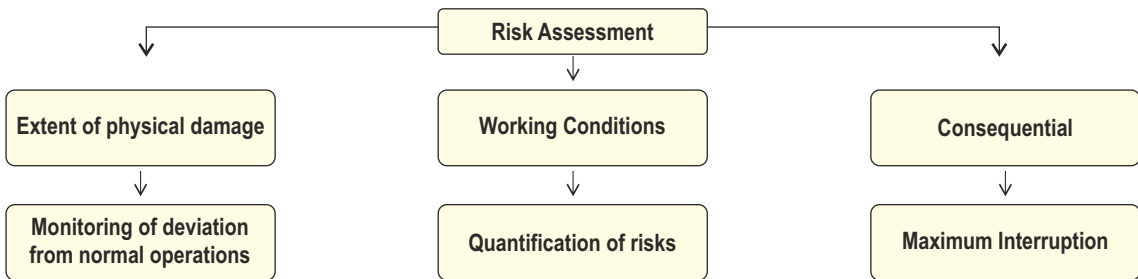 Risk Assessment
Extent of physical damage
Working Conditions
Consequential
Monitoring of deviation
from normal operations
Quantification of risks
Maximum Interruption